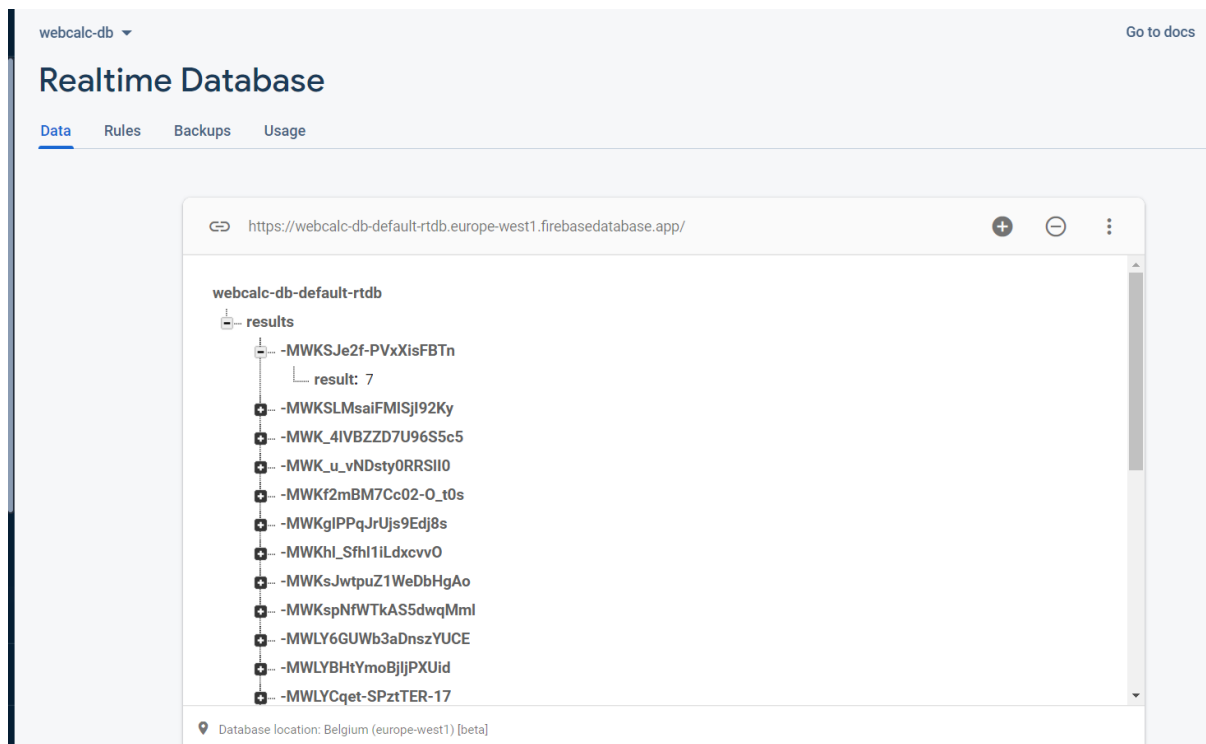 webcalc-db
Go to docs
Realtime Database
Data Rules Backups Usage
https://webcalc-db-default-rtdb.europe-west1.firebasedatabase.app/
webcalc-db-default-rtdb
results
-MWKSJe2f-PVxXisFBTn
result: 7
-MWKSLMsaiFMISjI92Ky
-MWK_4lVBZZD7U96S5c5
-MWK_u_vNDsty0RRSII0
-MWKf2mBM7Cc02-O_t0s
-MWKglPPqJrUjs9Edj8s
-MWKhl_Sfhl1iLdxcvvO
-MWKsJwtpuZ1WeDbHgAo
-MWKspNfWTkAS5dwqMml
-MWLY6GUWb3aDnszYUCE
-MWLYBHtYmoBjljPXUid
-MWLYCqet-SPztTER-17
Database location: Belgium (europe-west1) [beta]